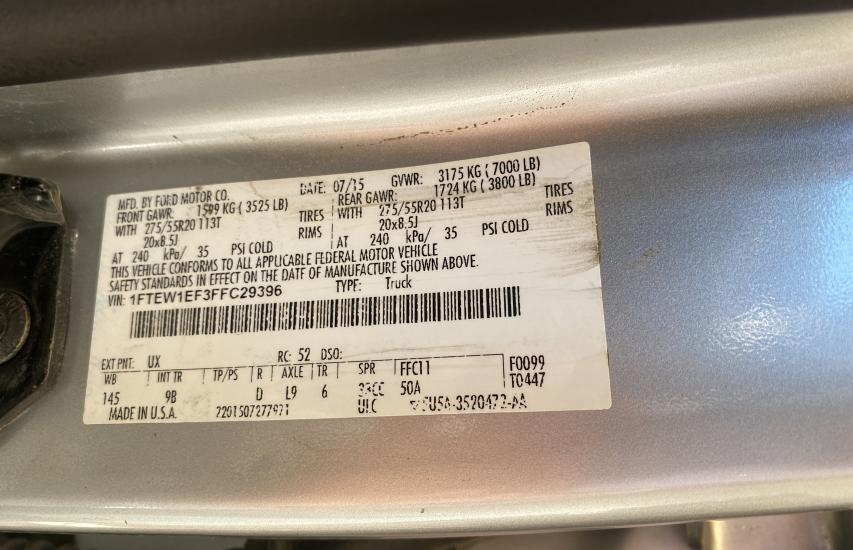 MFD. BY FORD MOTOR CO. DATE: 07/15 GVWR: 3175 KG ( 7000 LB)
FRONT GAWR: 1599 KG ( 3525 LB) REAR GAWR: 1724 KG ( 3800 LB)
WITH 275/55R20 113T TIRES WITH 275/55R20 113T TIRES
20x8.5J RIMS 20x8.5J RIMS
AT 240 kPa/ 35 PSI COLD AT 240 kPa/ 35 PSI COLD
THIS VEHICLE CONFORMS TO ALL APPLICABLE FEDERAL MOTOR VEHICLE
SAFETY STANDARDS IN EFFECT ON THE DATE OF MANUFACTURE SHOWN ABOVE.
VIN: 1FTEW1EF3FFC29396 TYPE: Truck
EXT PNT: UX RC: 52 DSO:
WB INT TR TP/PS R AXLE TR SPR FFC11 F0099
145 9B D L9 6 50A T0447
MADE IN U.S.A. 2201507277921 ULC